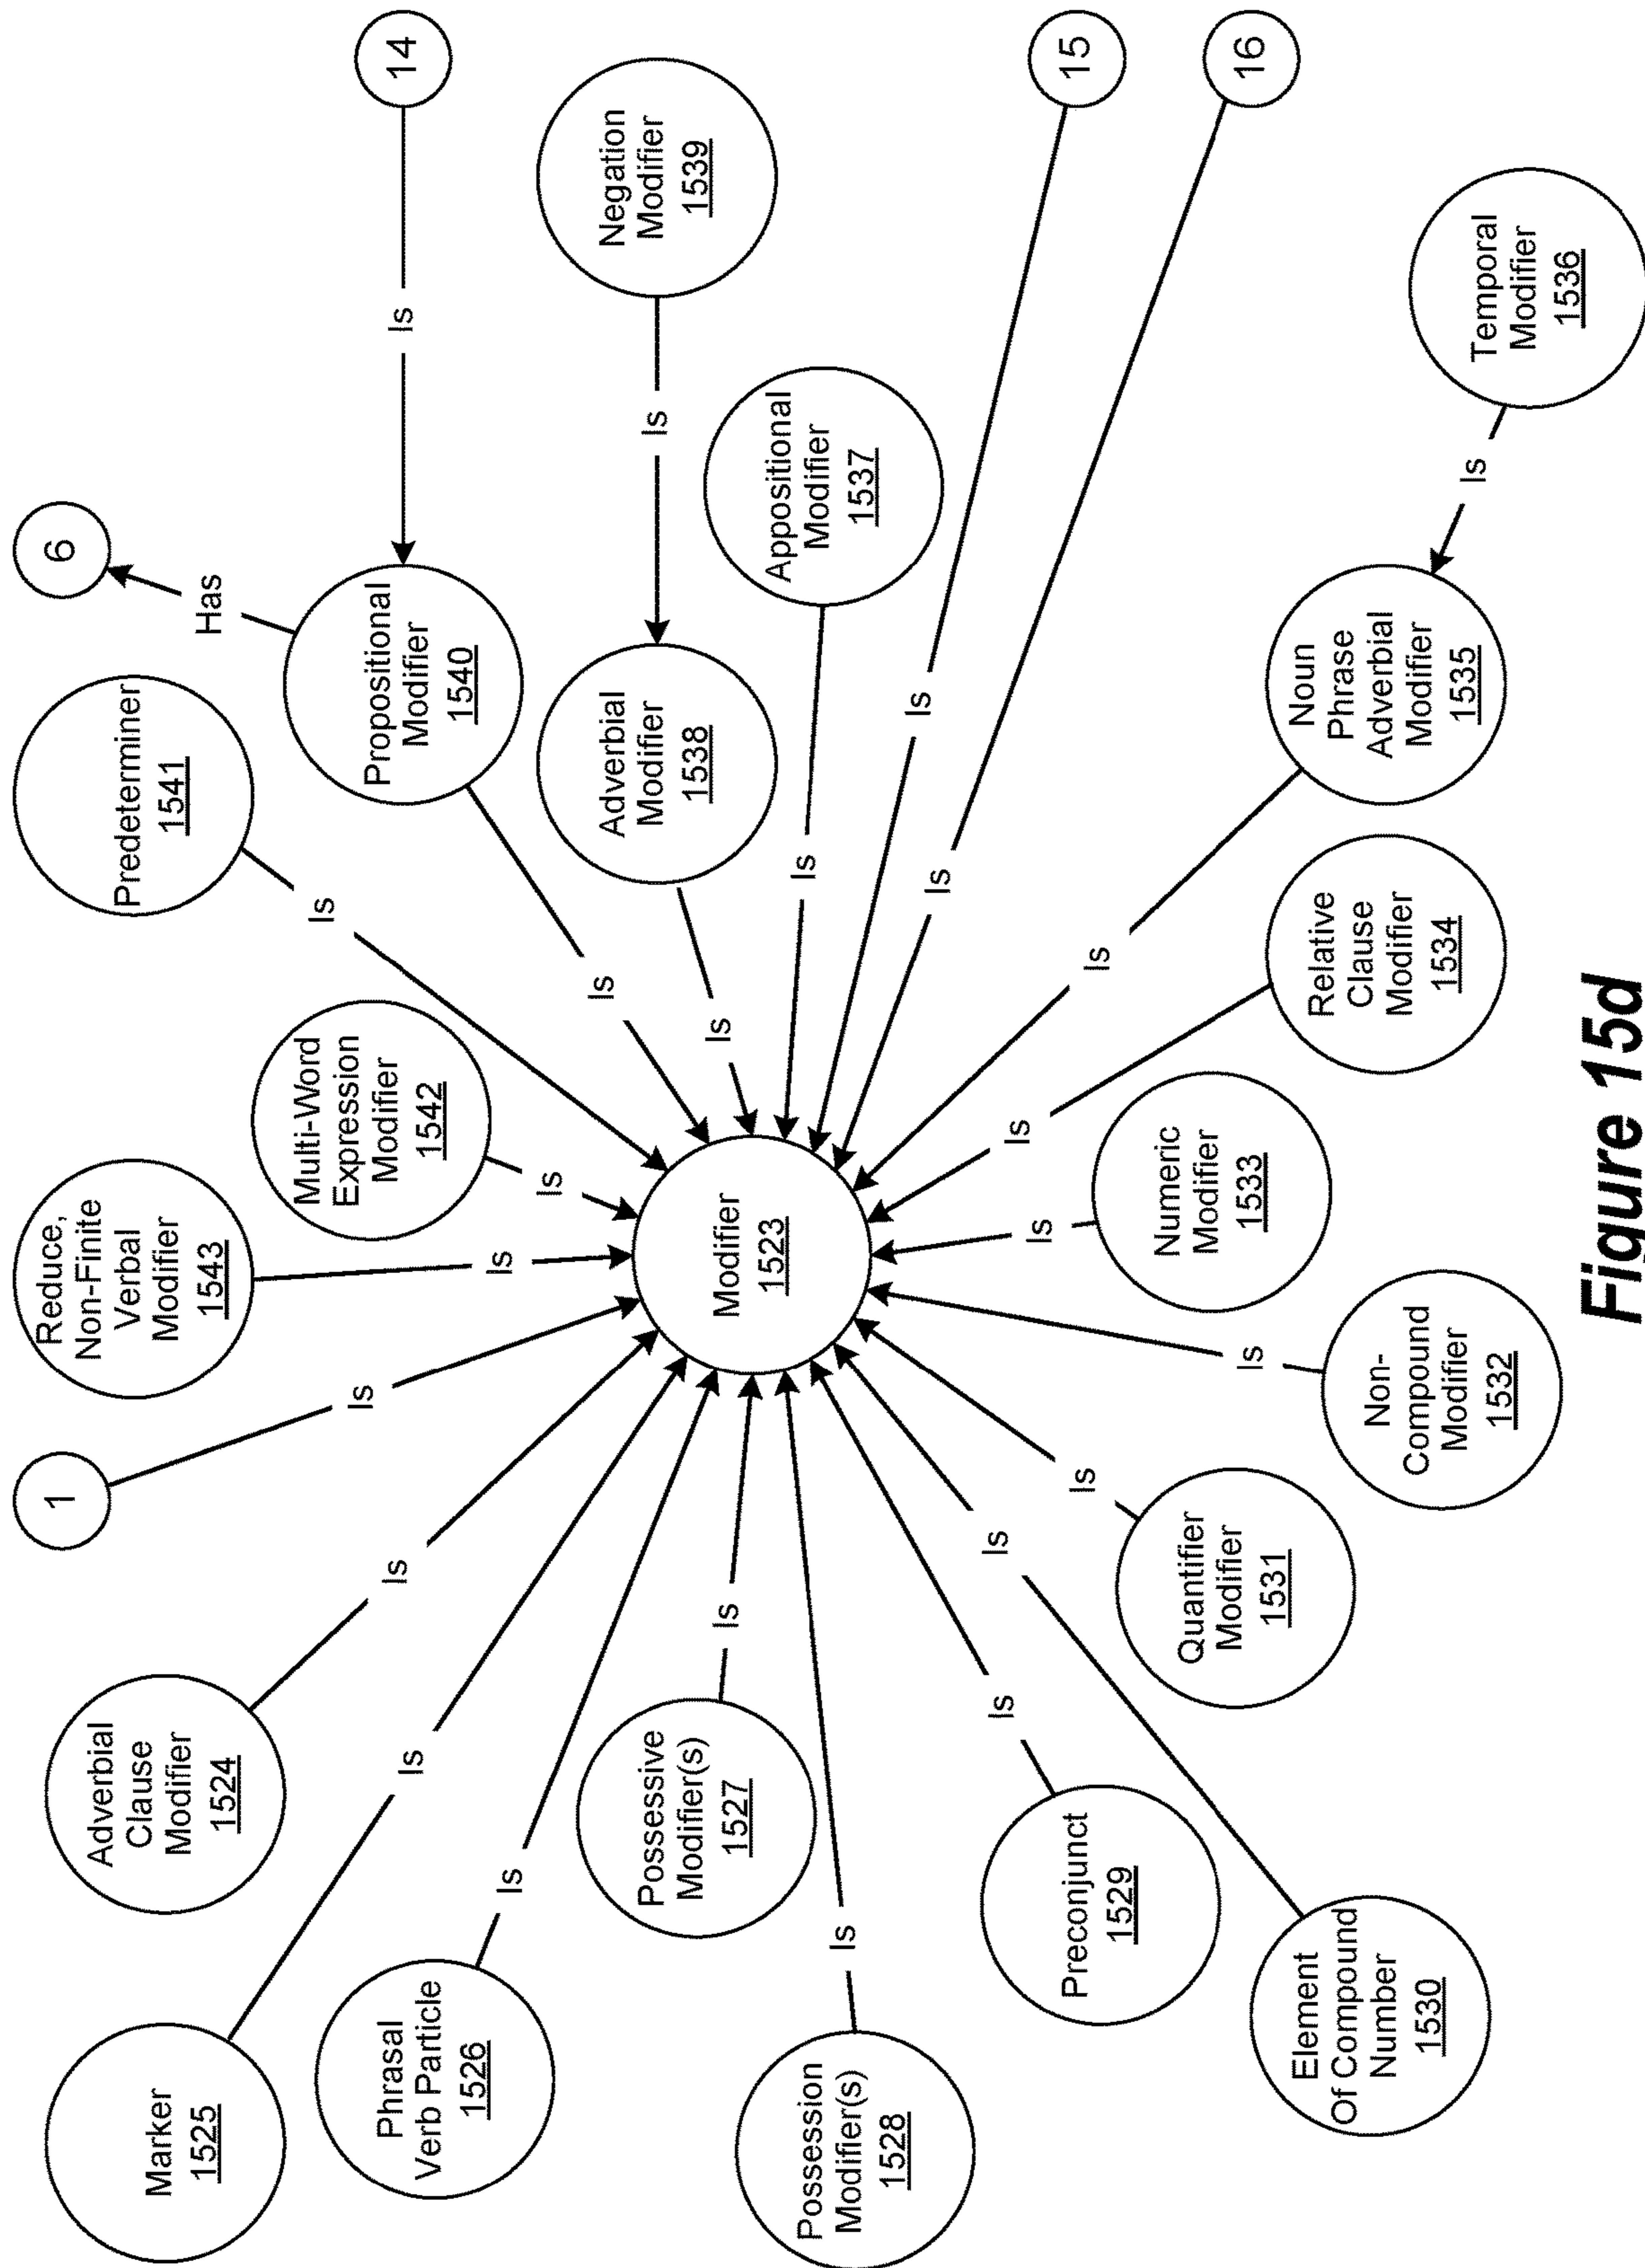 Marker
1525
Is
Adverbial
Clause
Modifier
1524
Is
1
Is
Reduce,
Non-Finite
Verbal
Modifier
1543
Is
Predeterminer
1541
Is
6
Has
Phrasal
Verb Particle
1526
Is
Multi-Word
Expression
Modifier
1542
Is
Propositional
Modifier
1540
Is
Is
14
Possessive
Modifier(s)
1527
Is
Modifier
1523
Is
Adverbial
Modifier
1538
Is
Negation
Modifier
1539
Possession
Modifier(s)
1528
Is
Is
Appositional
Modifier
1537
Is
15
Is
16
Preconjunct
1529
Is
Element
Of Compound
Number
1530
Is
Quantifier
Modifier
1531
Is
Non-
Compound
Modifier
1532
Is
Numeric
Modifier
1533
Is
Relative
Clause
Modifier
1534
Is
Is
Noun
Phrase
Adverbial
Modifier
1535
Is
Temporal
Modifier
1536
Figure 15d